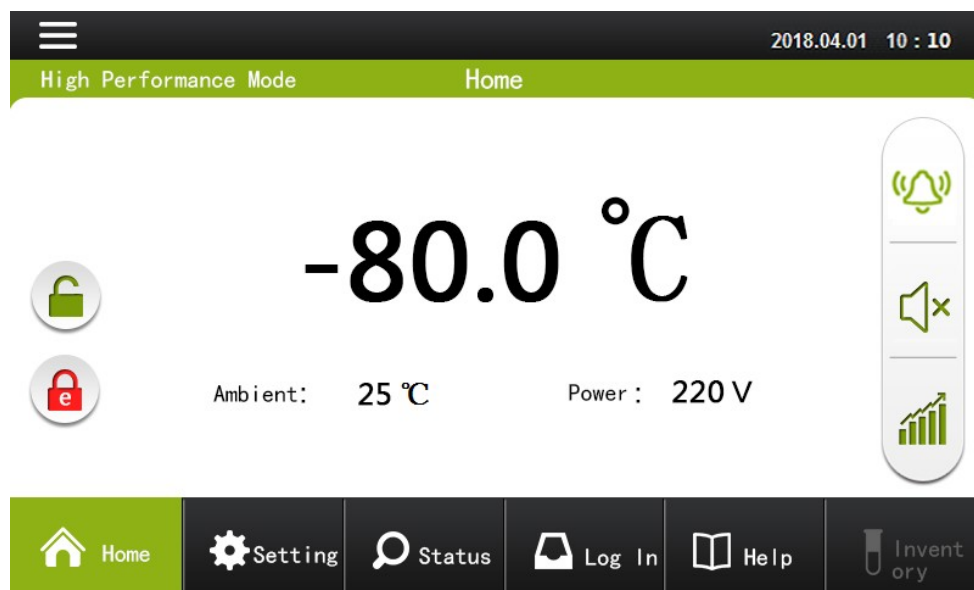 2018.04.01 10:10
High Performance Mode Home
-80.0 ℃
e
Ambient: 25 ℃ Power: 220 V
Home Setting Status Log In Help Invent
ory